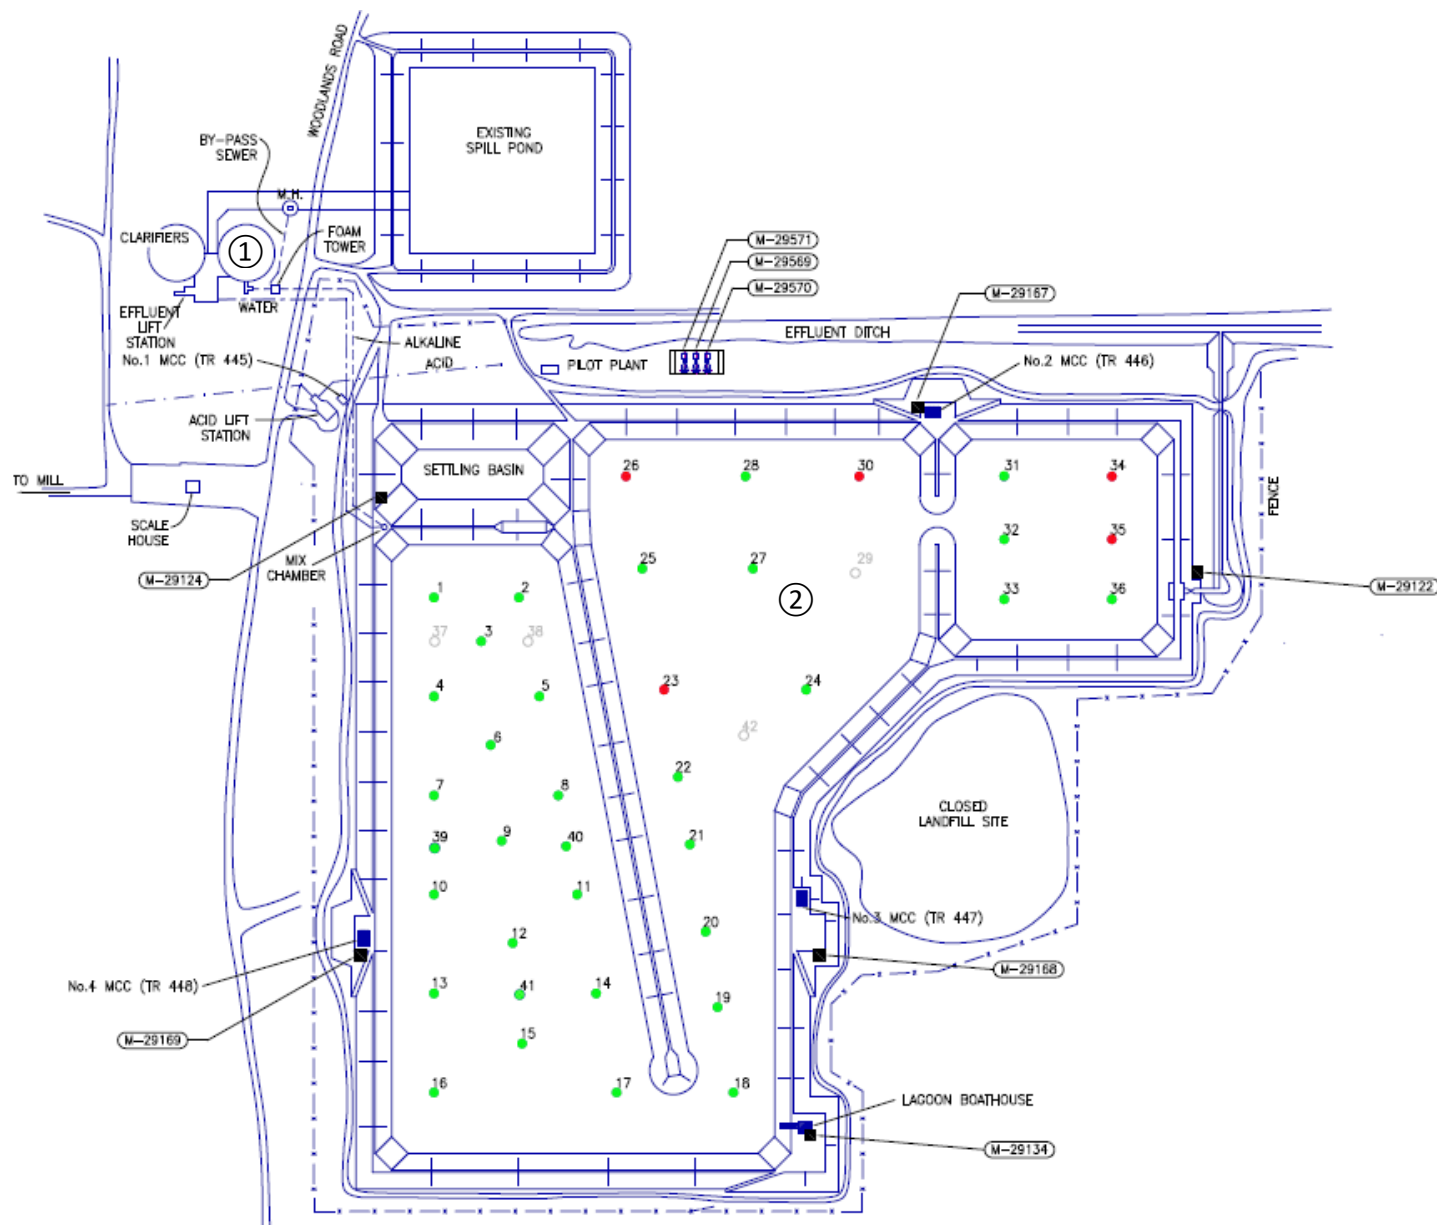 WOODLANDS ROAD
BY-PASS
SEWER
EXISTING
SPILL POND
M.H.
CLARIFIERS
①
FOAM
TOWER
WATER
EFFLUENT
LIFT
STATION
No.1 MCC (TR 445)
ALKALINE
ACID
ACID LIFT
STATION
M-29571
M-29569
M-29570
M-29167
EFFLUENT DITCH
PILOT PLANT
No.2 MCC (TR 446)
TO MILL
SCALE
HOUSE
SETTLING BASIN
MIX
CHAMBER
M-29124
FENCE
M-29122
26
28
30
31
34
25
27
29
32
35
②
33
36
1
2
37
3
38
4
5
23
24
6
42
22
7
8
39
9
40
21
10
11
12
20
13
41
14
19
15
16
17
18
CLOSED
LANDFILL SITE
No.3 MCC (TR 447)
M-29168
No.4 MCC (TR 448)
M-29169
LAGOON BOATHOUSE
M-29134